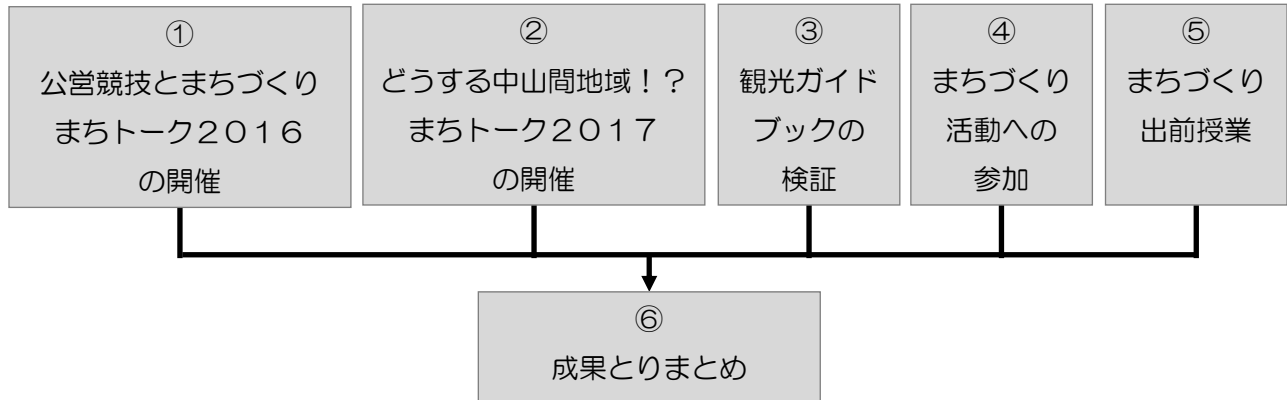 ①
公営競技とまちづくり
まちトーク２０１６
の開催
②
どうする中山間地域！？
まちトーク２０１７
の開催
③
観光ガイド
ブックの
検証
④
まちづくり
活動への
参加
⑤
まちづくり
出前授業
⑥
成果とりまとめ